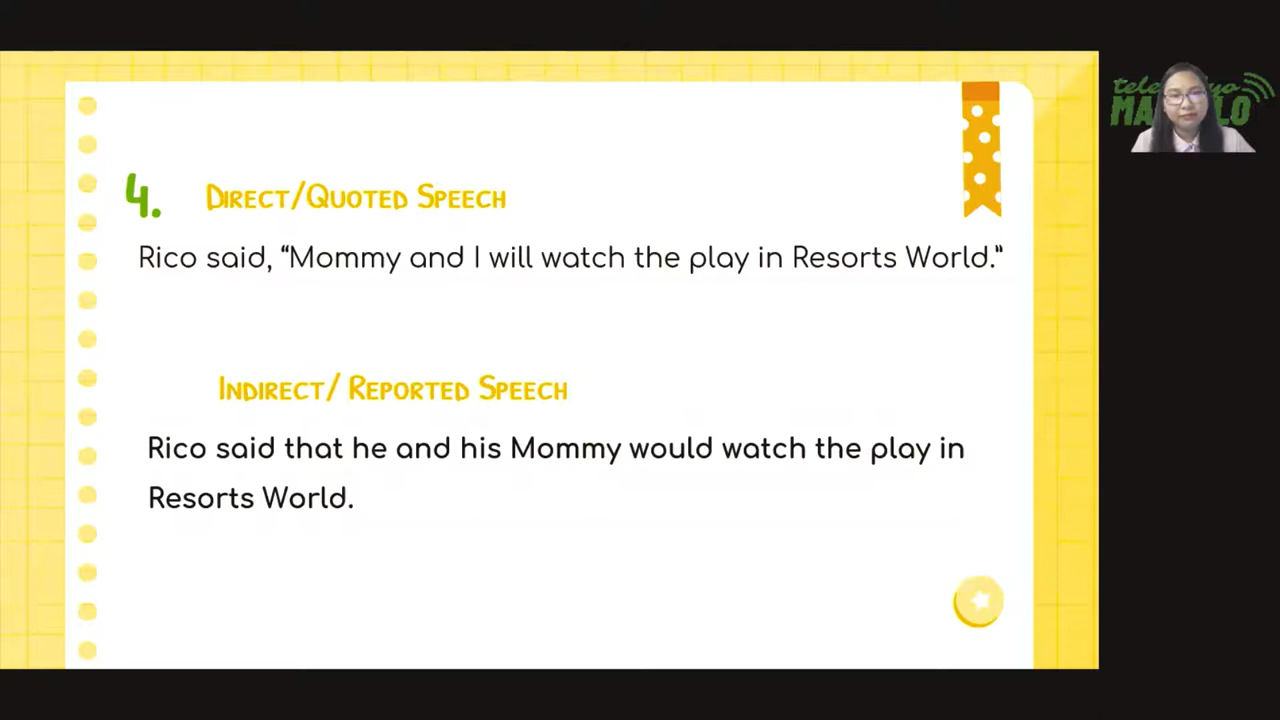 4. Direct/Quoted Speech
Rico said, “Mommy and I will watch the play in Resorts World.”
Indirect/ Reported Speech
Rico said that he and his Mommy would watch the play in
Resorts World.